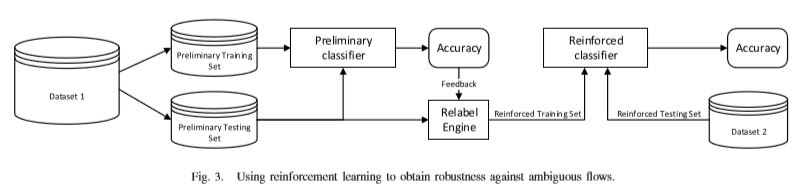 Dataset 1
Preliminary Training
Set
Preliminary Testing
Set
Preliminary
classifier
Accuracy
Feedback
Relabel
Engine
Reinforced Training Set
Reinforced
classifier
Accuracy
Reinforced Testing Set
Dataset 2
Fig. 3. Using reinforcement learning to obtain robustness against ambiguous flows.